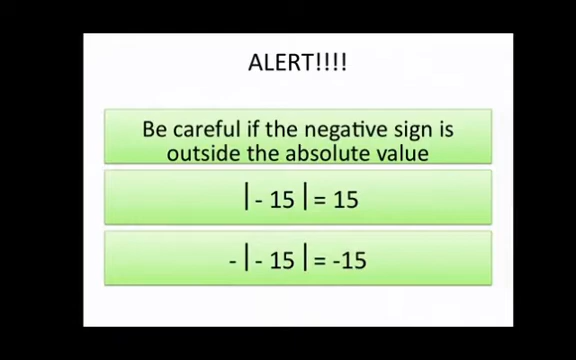 ALERT!!!!
Be careful if the negative sign is
outside the absolute value
|- 15 |= 15
-|- 15 |= -15